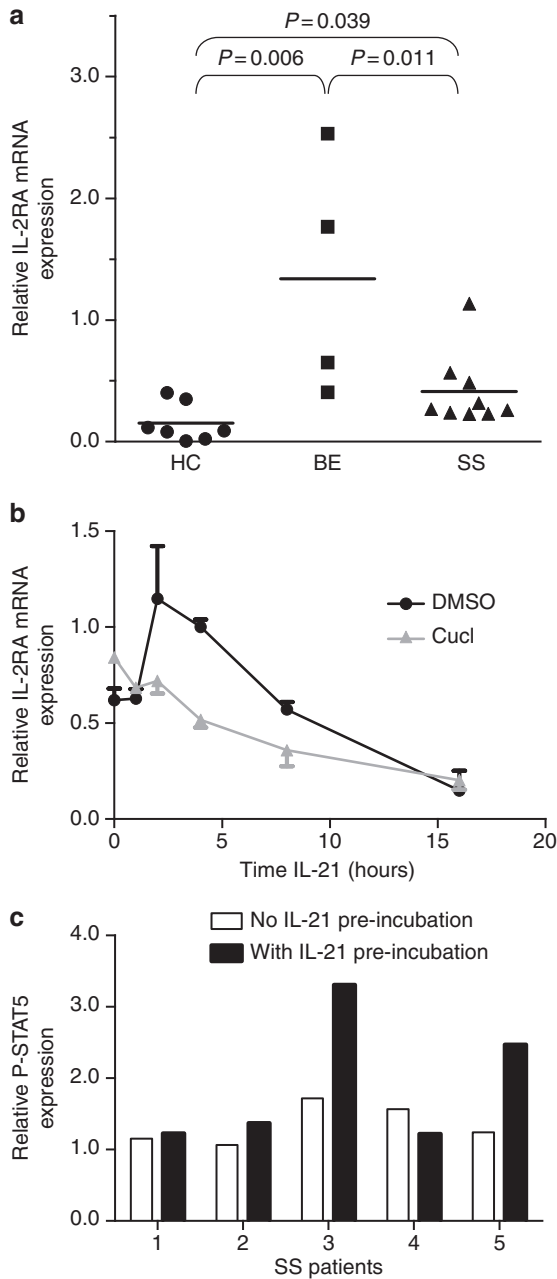 a
P = 0.039
P = 0.006
P = 0.011
Relative IL-2RA mRNA
expression
3.0
2.0
1.0
0.0
HC
BE
SS
b
Relative IL-2RA mRNA
expression
1.5
1.0
0.5
0.0
DMSO
Cucl
0
5
10
15
20
Time IL-21 (hours)
c
No IL-21 pre-incubation
With IL-21 pre-incubation
Relative P-STAT5
expression
4.0
3.0
2.0
1.0
0.0
1
2
3
4
5
SS patients